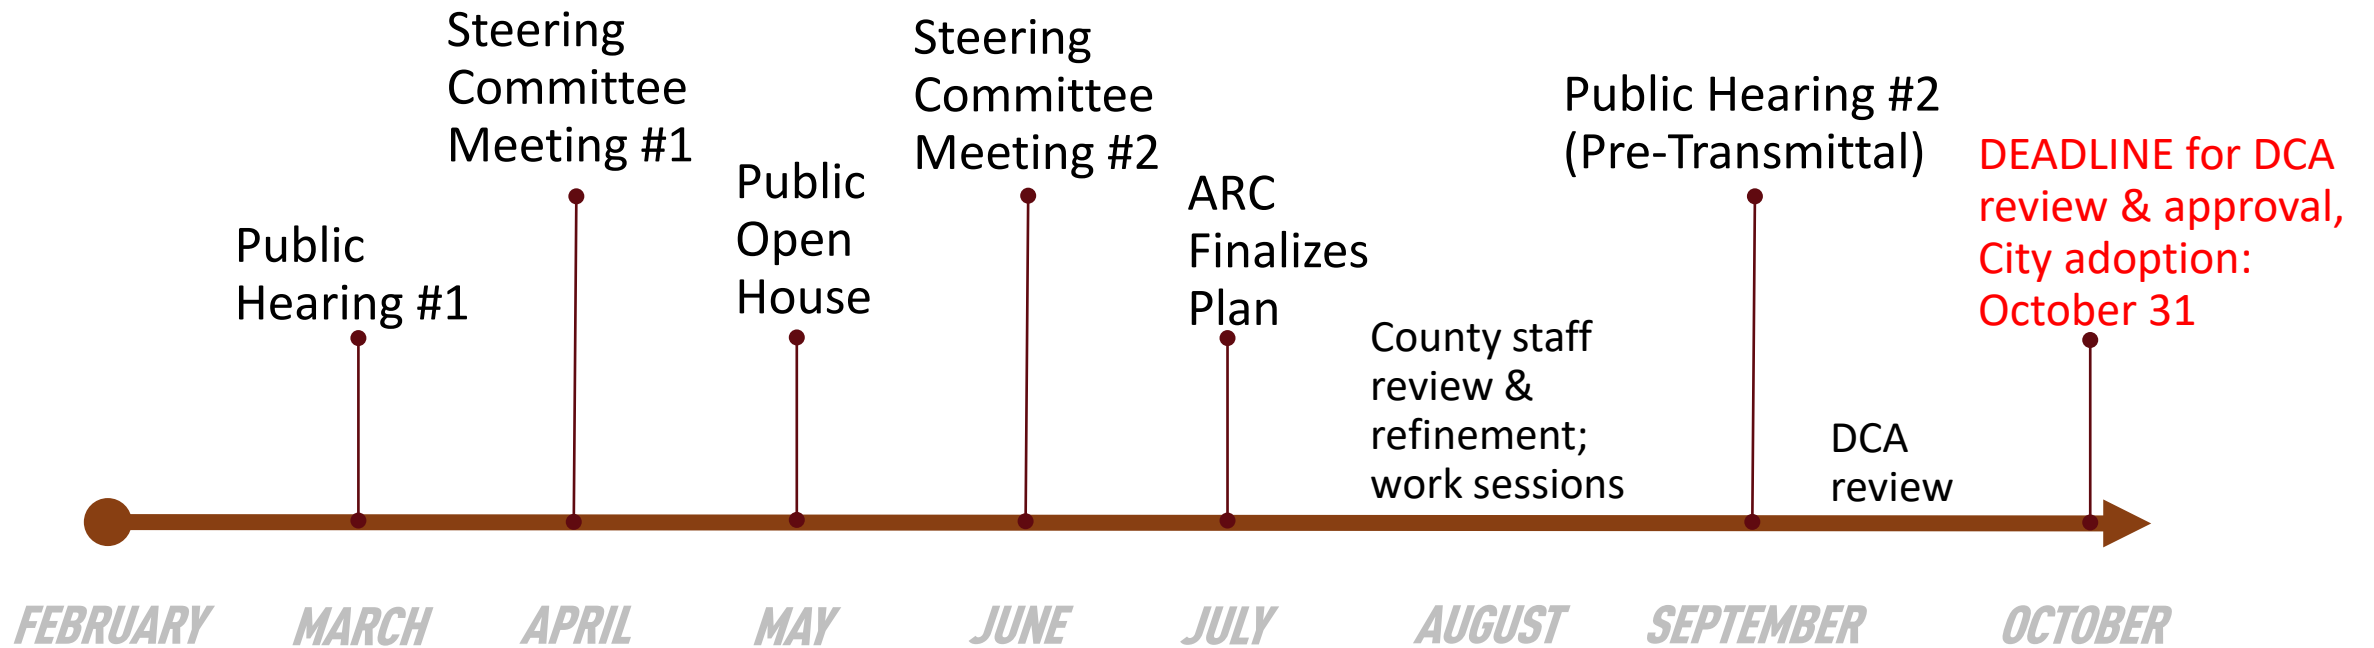 Public
Hearing #1
Steering
Committee
Meeting #1
Public
Open
House
Steering
Committee
Meeting #2
ARC
Finalizes
Plan
County staff
review &
refinement;
work sessions
Public Hearing #2
(Pre-Transmittal)
DCA
review
DEADLINE for DCA
review & approval,
City adoption:
October 31
FEBRUARY
MARCH
APRIL
MAY
JUNE
JULY
AUGUST
SEPTEMBER
OCTOBER